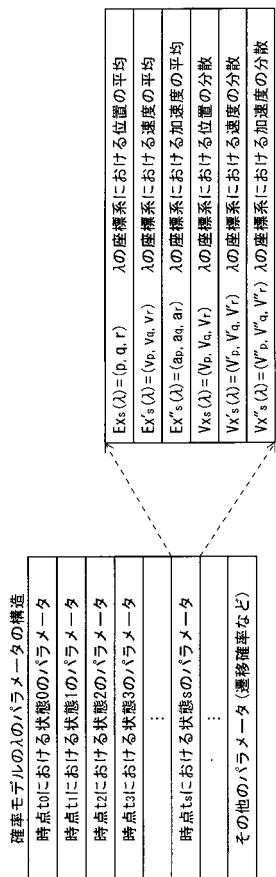 確率モデルのλのパラメータの構造
時点t0における状態0のパラメータ
時点t1における状態1のパラメータ
時点t2における状態2のパラメータ
時点t3における状態3のパラメータ
⋮
時点tsにおける状態sのパラメータ
⋮
その他のパラメータ(遷移確率など)
Exs(λ)=(p, q, r) λの座標系における位置の平均
Ex's(λ)=(vp, vq, vr) λの座標系における速度の平均
Ex"s(λ)=(ap, aq, ar) λの座標系における加速度の平均
Vxs(λ)=(Vp, Vq, Vr) λの座標系における位置の分散
Vx's(λ)=(V'p, V'q, V'r) λの座標系における速度の分散
Vx"s(λ)=(V"p, V"q, V"r) λの座標系における加速度の分散